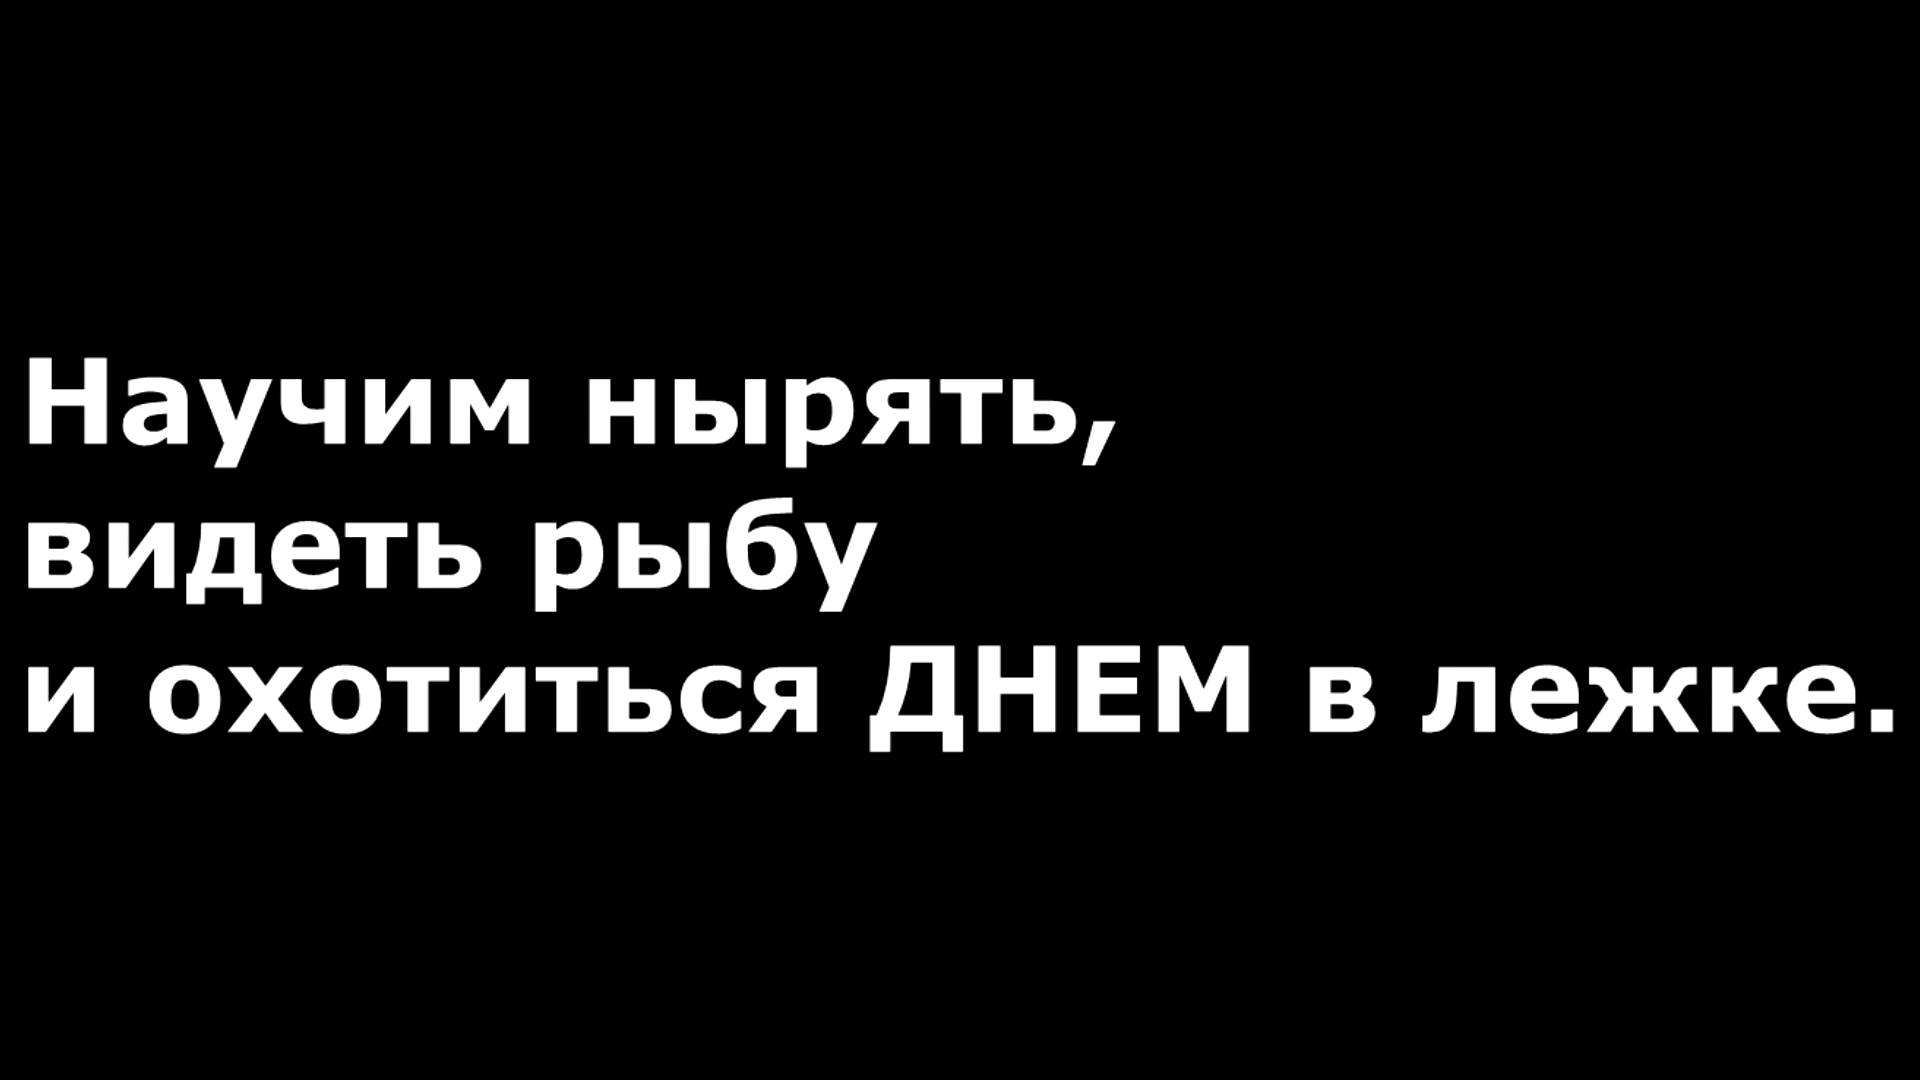 Научим нырять,
видеть рыбу
и охотиться ДНЕМ в лежке.